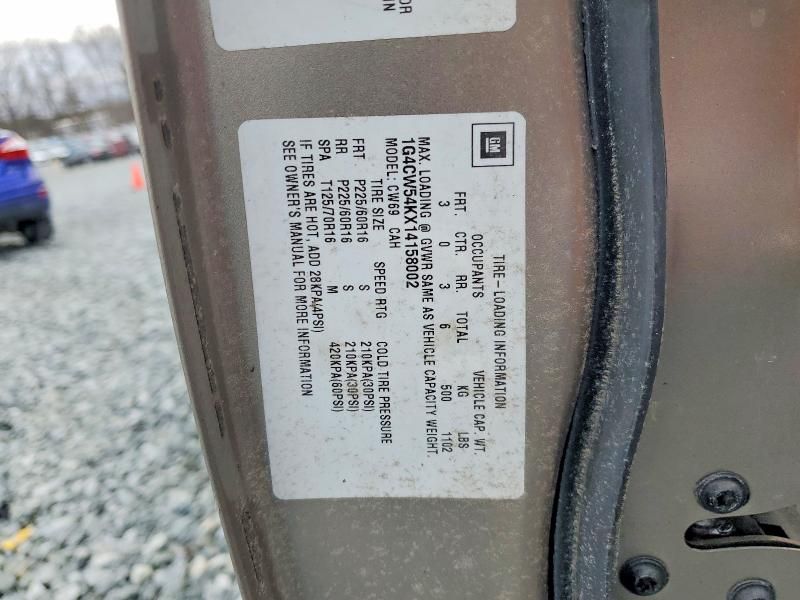 OR
IN
GM
TIRE-LOADING INFORMATION
OCCUPANTS VEHICLE CAP. WT.
FRT. CTR. RR. TOTAL KG LBS
3 0 3 6 500 1102
MAX. LOADING @ GVWR SAME AS VEHICLE CAPACITY WEIGHT.
1G4CW54KX14158002
MODEL: CW69 CAH
TIRE SIZE SPEED RTG COLD TIRE PRESSURE
FRT. P225/60R16 S 210KPA(30PSI)
RR P225/60R16 S 210KPA(30PSI)
SPA T125/70R16 M 420KPA(60PSI)
IF TIRES ARE HOT, ADD 28KPA(4PSI)
SEE OWNER'S MANUAL FOR MORE INFORMATION